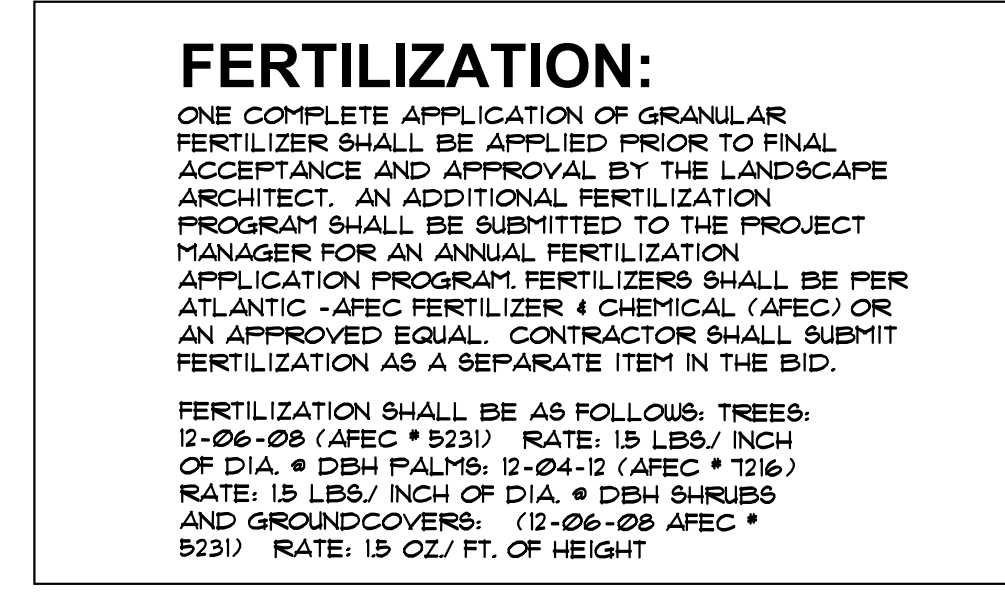 FERTILIZATION:
ONE COMPLETE APPLICATION OF GRANULAR
FERTILIZER SHALL BE APPLIED PRIOR TO FINAL
ACCEPTANCE AND APPROVAL BY THE LANDSCAPE
ARCHITECT. AN ADDITIONAL FERTILIZATION
PROGRAM SHALL BE SUBMITTED TO THE PROJECT
MANAGER FOR AN ANNUAL FERTILIZATION
APPLICATION PROGRAM. FERTILIZERS SHALL BE PER
ATLANTIC -AFEC FERTILIZER & CHEMICAL (AFEC) OR
AN APPROVED EQUAL. CONTRACTOR SHALL SUBMIT
FERTILIZATION AS A SEPARATE ITEM IN THE BID.
FERTILIZATION SHALL BE AS FOLLOWS: TREES:
12-06-08 (AFEC # 5231) RATE: 1.5 LBS./ INCH
OF DIA. @ DBH PALMS: 12-04-12 (AFEC # 7216)
RATE: 1.5 LBS./ INCH OF DIA. @ DBH SHRUBS
AND GROUNDCOVERS: (12-06-08 AFEC #
5231) RATE: 1.5 OZ./ FT. OF HEIGHT